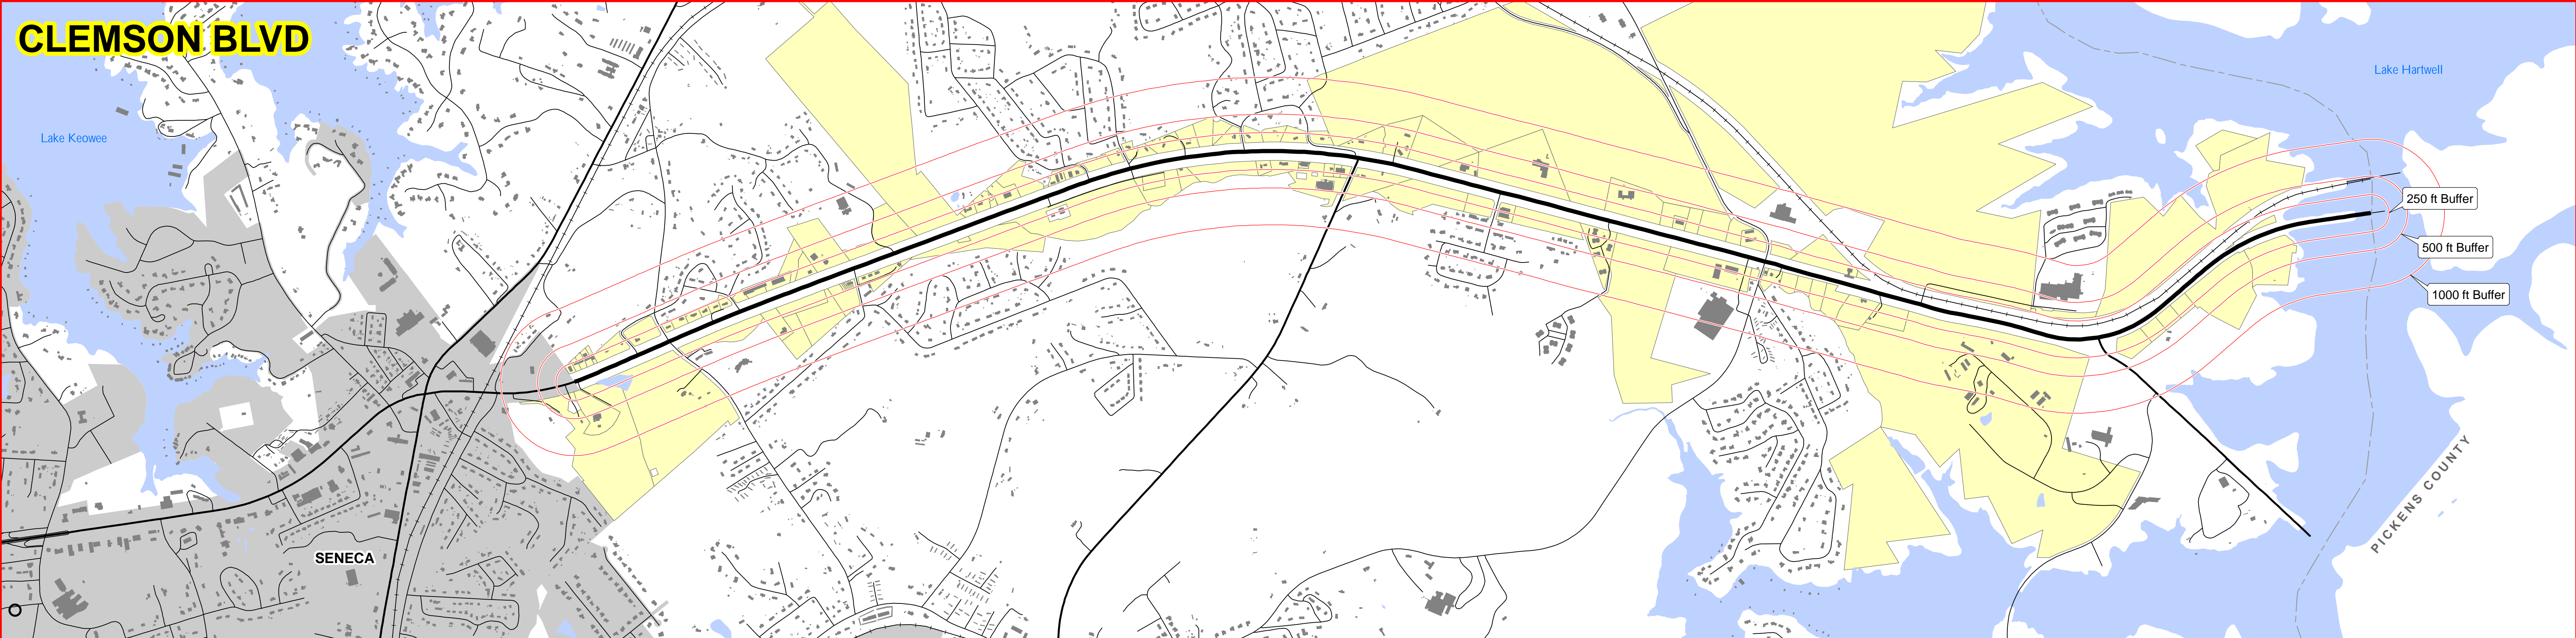 CLEMSON BLVD
Lake Hartwell
Lake Keowee
250 ft Buffer
500 ft Buffer
1000 ft Buffer
PICKENS COUNTY
SENECA